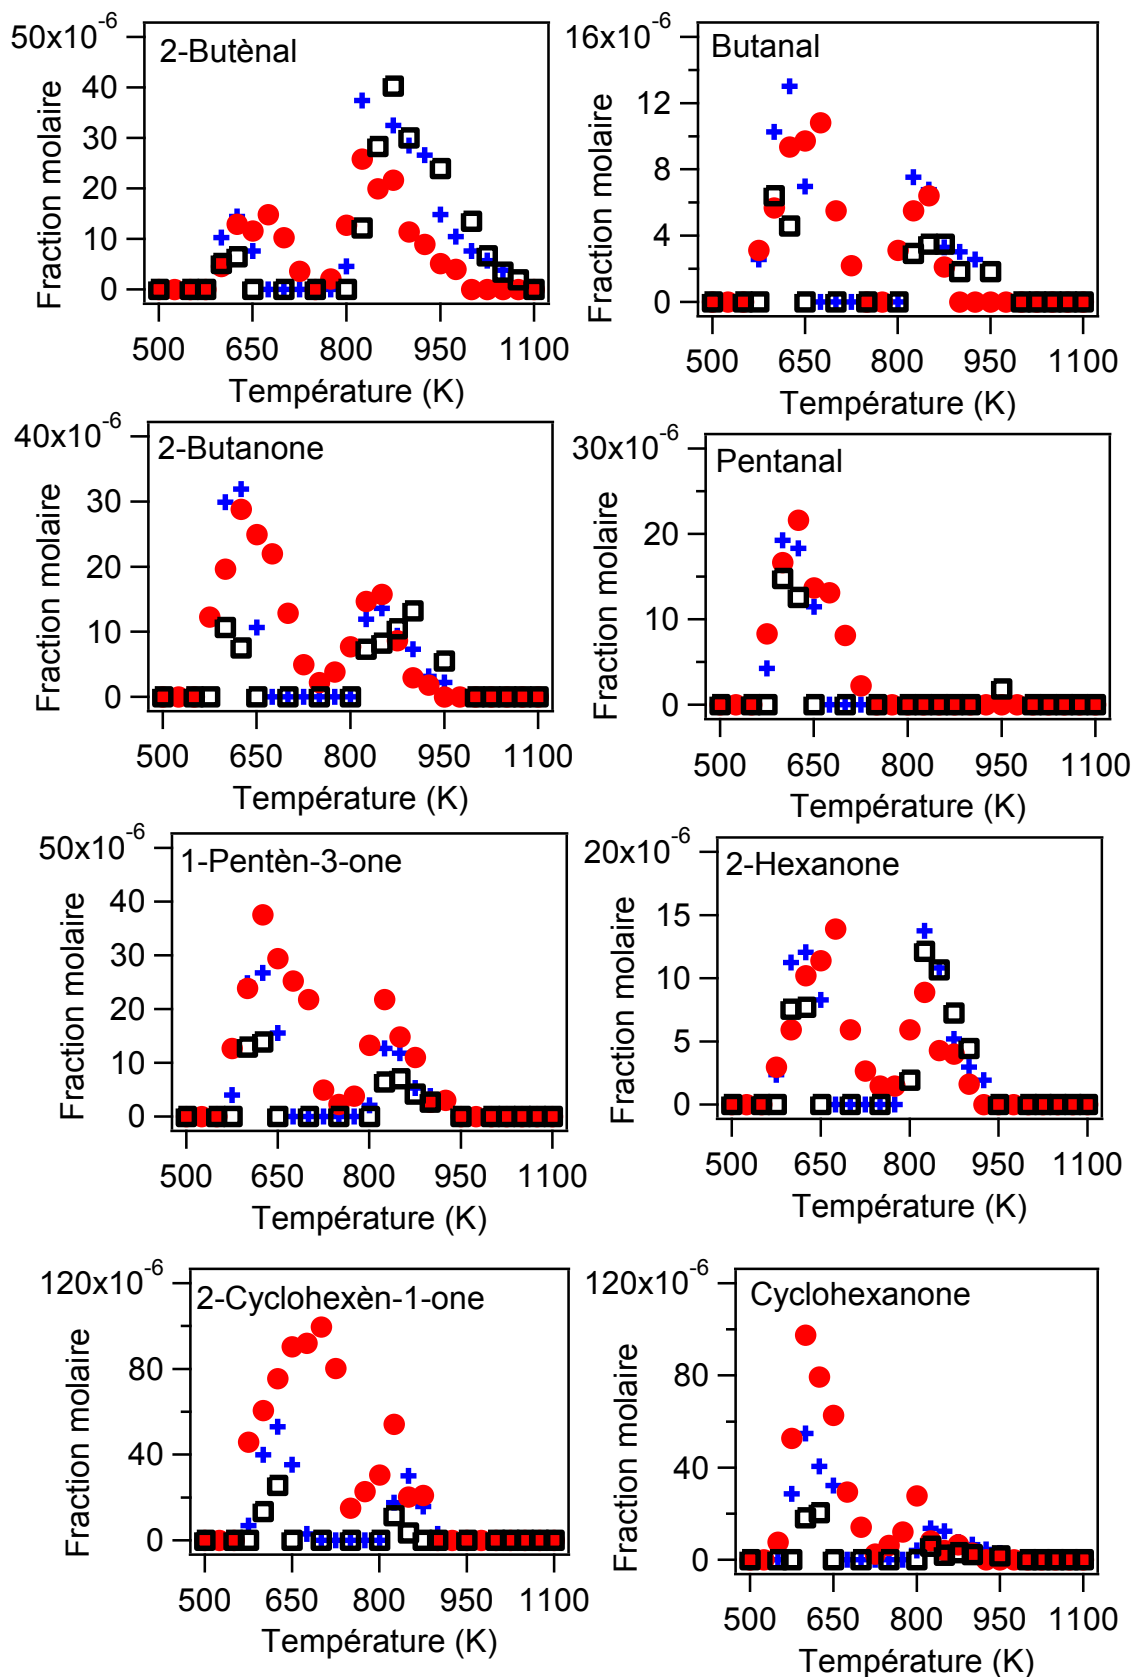 50x10-6
2-Butènal
40
30
20
10
0
Fraction molaire
500 650 800 950 1100
Température (K)
16x10-6
Butanal
12
8
4
0
Fraction molaire
500 650 800 950 1100
Température (K)
40x10-6
2-Butanone
30
20
10
0
Fraction molaire
500 650 800 950 1100
Température (K)
30x10-6
Pentanal
20
10
0
Fraction molaire
500 650 800 950 1100
Température (K)
50x10-6
1-Pentèn-3-one
40
30
20
10
0
Fraction molaire
500 650 800 950 1100
Température (K)
20x10-6
2-Hexanone
15
10
5
0
Fraction molaire
500 650 800 950 1100
Température (K)
120x10-6
2-Cyclohexèn-1-one
80
40
0
Fraction molaire
500 650 800 950 1100
Température (K)
120x10-6
Cyclohexanone
80
40
0
Fraction molaire
500 650 800 950 1100
Température (K)